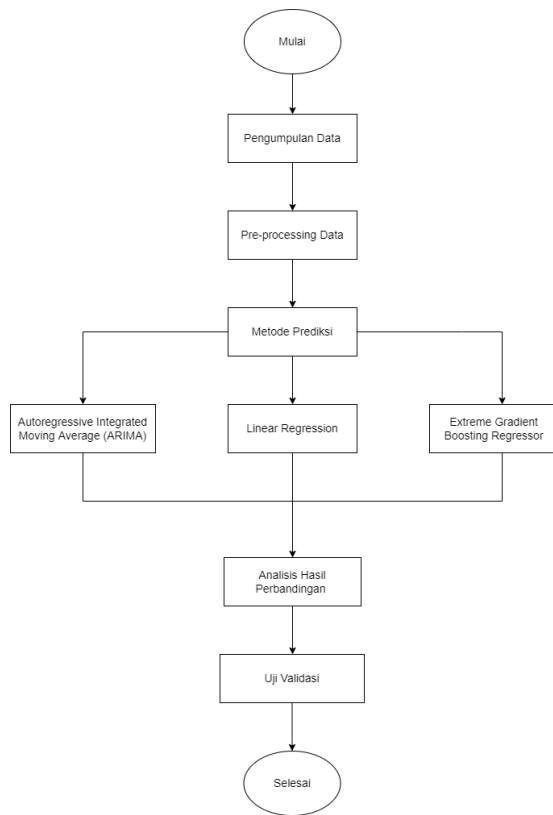 Mulai
Pengumpulan Data
Pre-processing Data
Metode Prediksi
Autoregressive Integrated
Moving Average (ARIMA)
Linear Regression
Extreme Gradient
Boosting Regressor
Analisis Hasil
Perbandingan
Uji Validasi
Selesai